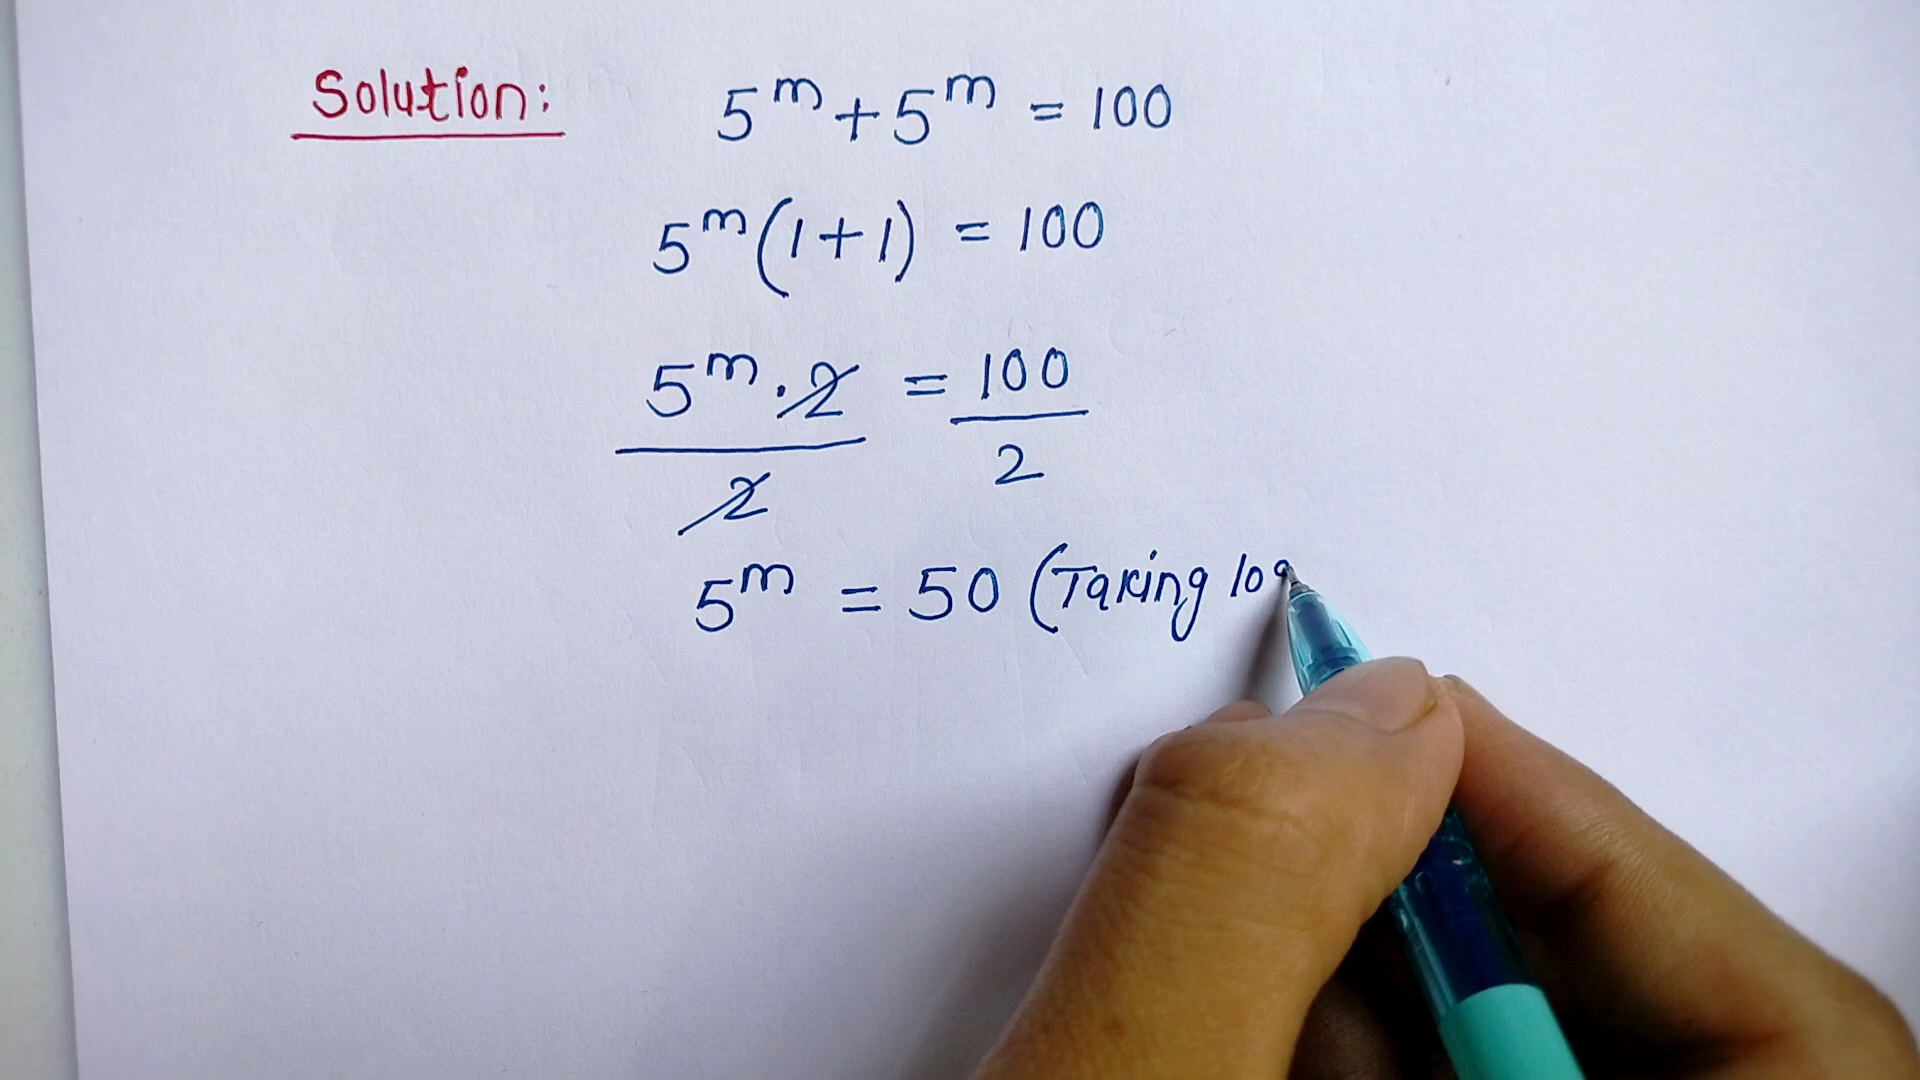 Solution: 5^m + 5^m = 100
5^m (1+1) = 100
5^m . 2 / 2 = 100 / 2
5^m = 50 (Taking log